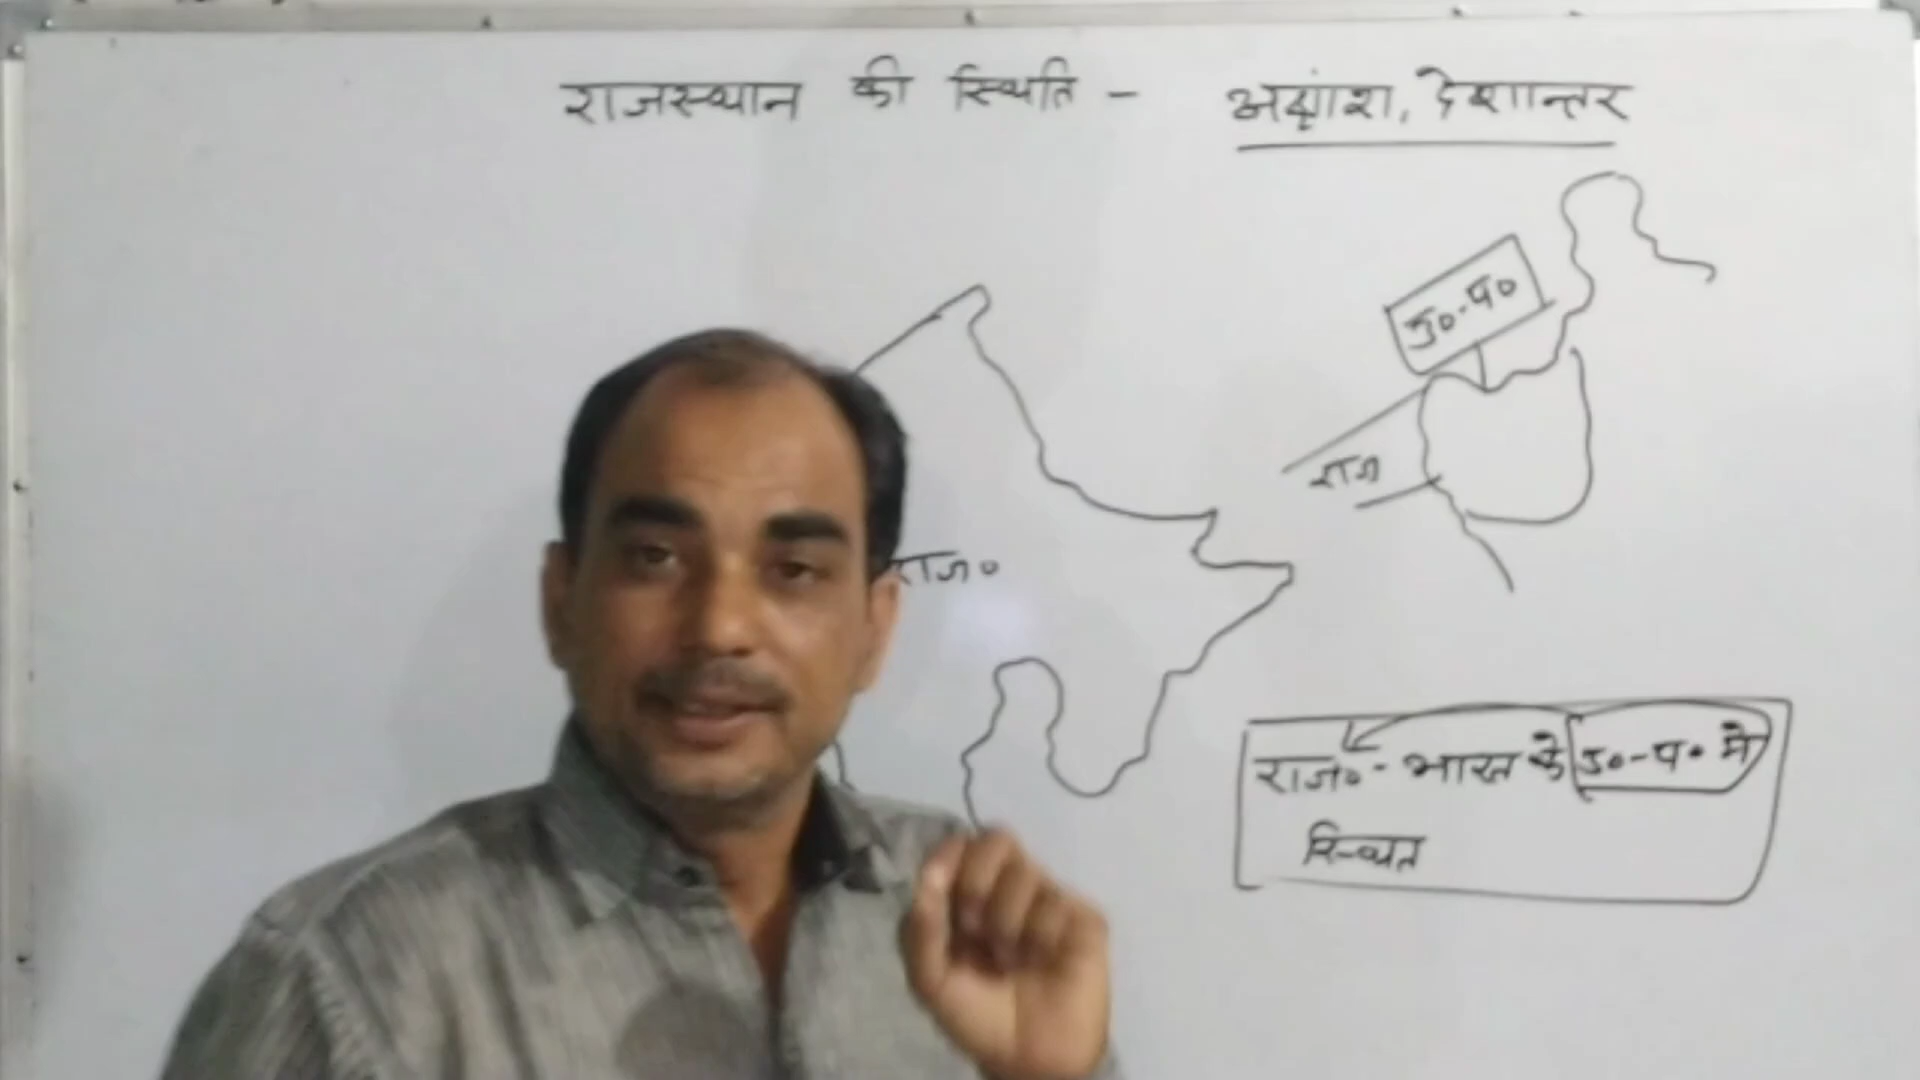 राजस्थान की स्थिति - अक्षांश, देशान्तर
उ०-प०
राज
राज०
राज०- भारत के उ०-प० मे
स्थित